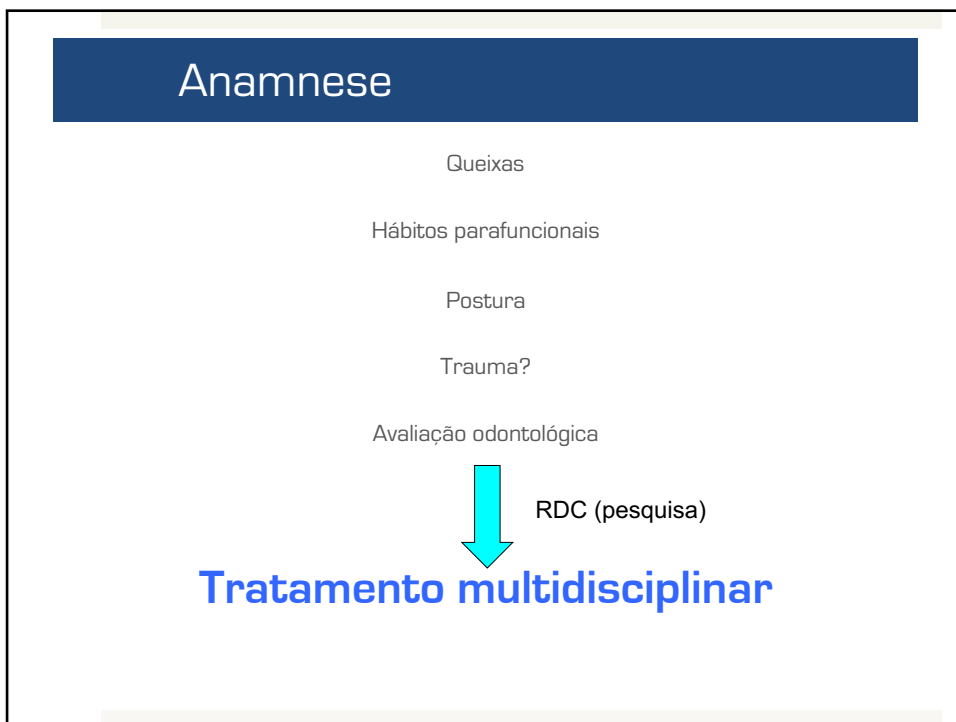 Anamnese
Queixas
Hábitos parafuncionais
Postura
Trauma?
Avaliação odontológica
RDC (pesquisa)
Tratamento multidisciplinar